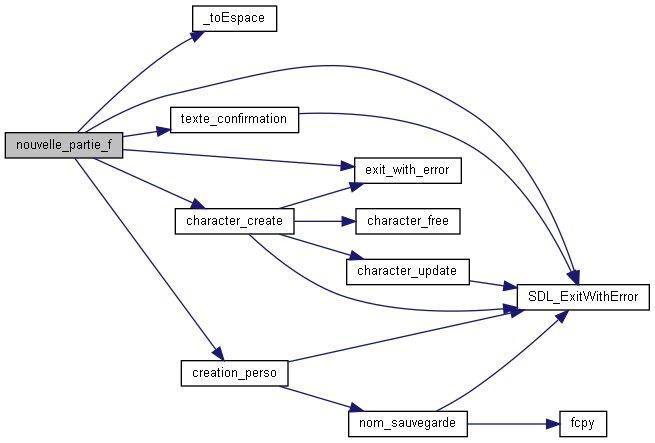 _toEspace
texte_confirmation
nouvelle_partie_f
exit_with_error
character_create
character_free
character_update
SDL_ExitWithError
creation_perso
nom_sauvegarde
fcpy